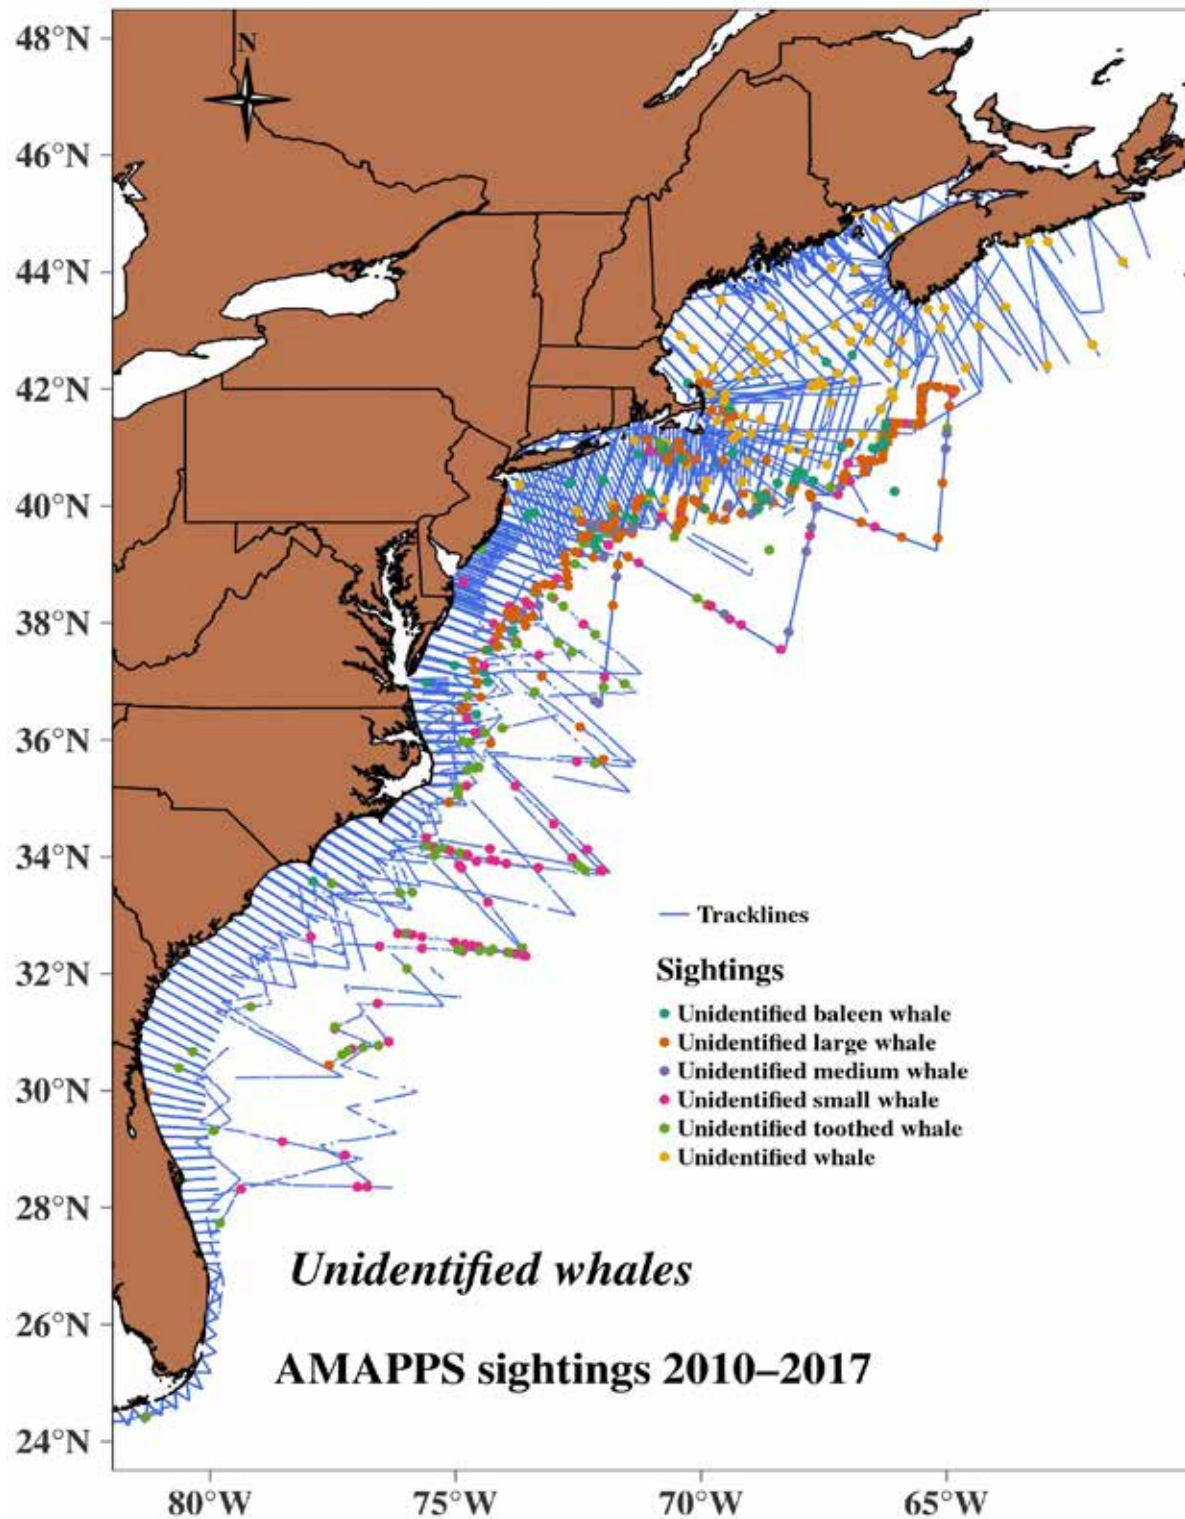 48°N
N
46°N
44°N
42°N
40°N
38°N
36°N
34°N
Tracklines
Sightings
32°N
Unidentified baleen whale
Unidentified large whale
30°N
Unidentified medium whale
Unidentified small whale
Unidentified toothed whale
Unidentified whale
28°N
Unidentified whales
26°N
AMAPPS sightings 2010–2017
24°N
80°W 75°W 70°W 65°W